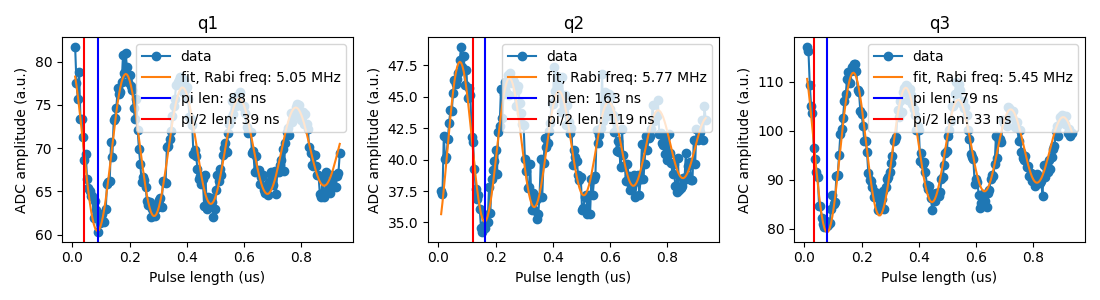 q1
ADC amplitude (a.u.)
80
75
70
65
60
data
fit, Rabi freq: 5.05 MHz
pi len: 88 ns
pi/2 len: 39 ns
0.0 0.2 0.4 0.6 0.8
Pulse length (us)
q2
ADC amplitude (a.u.)
47.5
45.0
42.5
40.0
37.5
35.0
data
fit, Rabi freq: 5.77 MHz
pi len: 163 ns
pi/2 len: 119 ns
0.0 0.2 0.4 0.6 0.8
Pulse length (us)
q3
ADC amplitude (a.u.)
110
100
90
80
data
fit, Rabi freq: 5.45 MHz
pi len: 79 ns
pi/2 len: 33 ns
0.0 0.2 0.4 0.6 0.8
Pulse length (us)